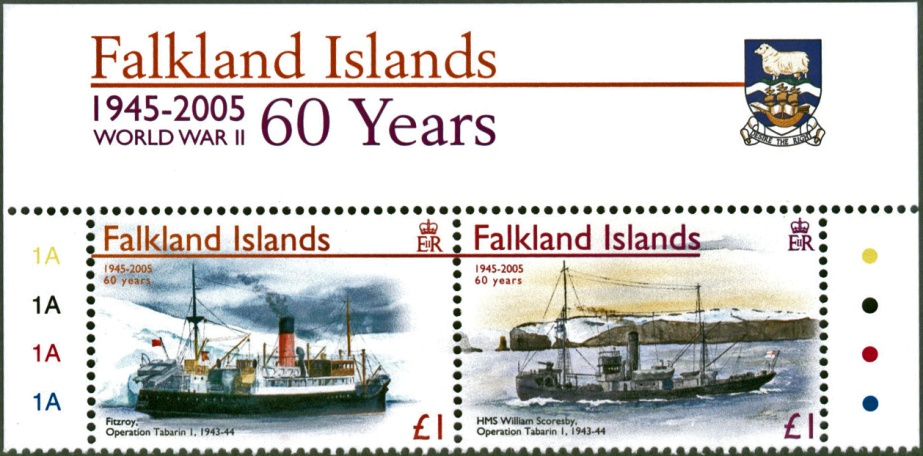 Falkland Islands
1945-2005
WORLD WAR II
60 Years
DESIRE THE RIGHT
1A
1A
1A
1A
Falkland Islands
EIIR
1945-2005
60 years
Fitzroy,
Operation Tabarin 1, 1943-44
£1
Falkland Islands
EIIR
1945-2005
60 years
HMS William Scoresby,
Operation Tabarin 1, 1943-44
£1